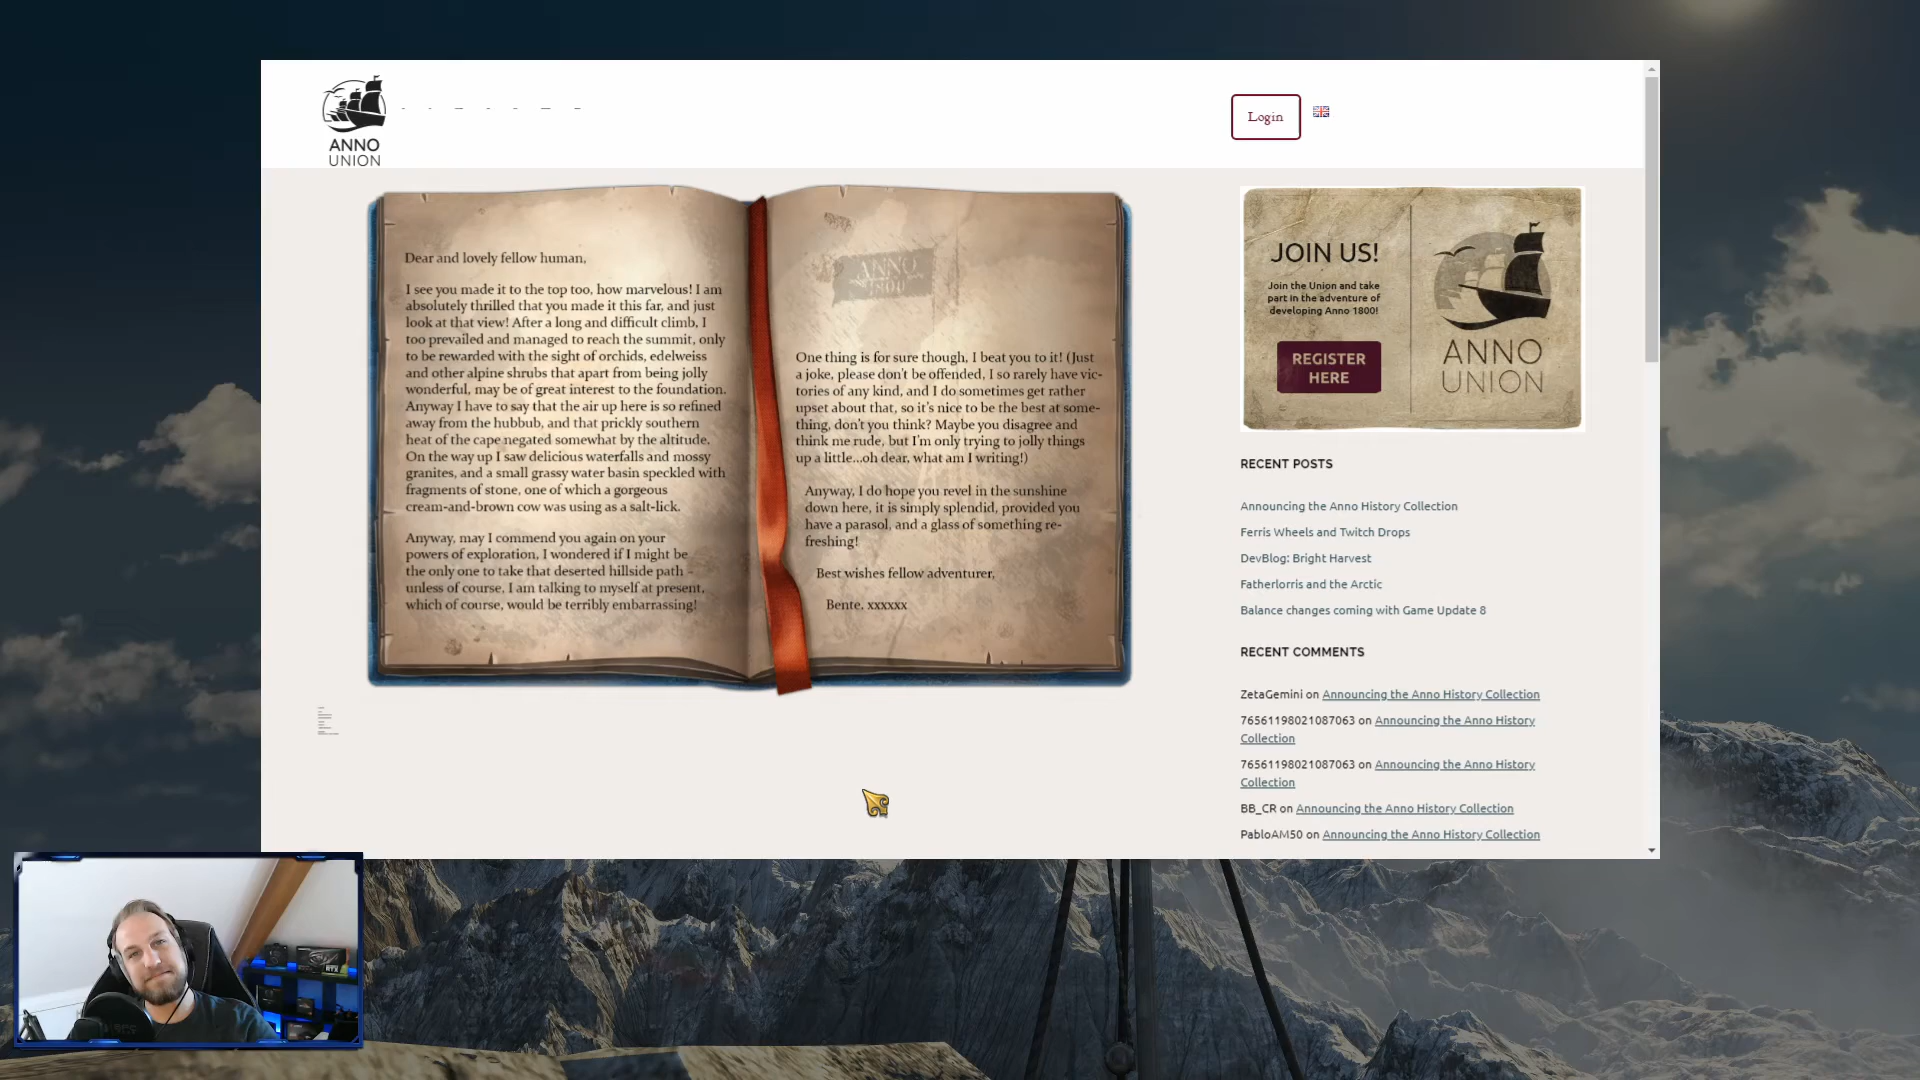 ANNO
UNION
Login
Dear and lovely fellow human,
I see you made it to the top too, how marvelous! I am
absolutely thrilled that you made it this far, and just
look at that view! After a long and difficult climb, I
too prevailed and managed to reach the summit, only
to be rewarded with the sight of orchids, edelweiss
and other alpine shrubs that apart from being jolly
wonderful, may be of great interest to the foundation.
Anyway I have to say that the air up here is so refined
away from the hubbub, and that prickly southern
heat of the cape negated somewhat by the altitude.
On the way up I saw delicious waterfalls and mossy
granites, and a small grassy water basin speckled with
fragments of stone, one of which a gorgeous
cream-and-brown cow was using as a salt-lick.
Anyway, may I commend you again on your
powers of exploration, I wondered if I might be
the only one to take that deserted hillside path -
unless of course, I am talking to myself at present,
which of course, would be terribly embarrassing!
ANNO
1800
One thing is for sure though, I beat you to it! (Just
a joke, please don't be offended, I so rarely have vic-
tories of any kind, and I do sometimes get rather
upset about that, so it's nice to be the best at some-
thing, don't you think? Maybe you disagree and
think me rude, but I'm only trying to jolly things
up a little...oh dear, what am I writing!)
Anyway, I do hope you revel in the sunshine
down here, it is simply splendid, provided you
have a parasol, and a glass of something re-
freshing!
Best wishes fellow adventurer,
Bente, xxxxxx
JOIN US!
Join the Union and take
part in the adventure of
developing Anno 1800!
REGISTER
HERE
ANNO
UNION
RECENT POSTS
Announcing the Anno History Collection
Ferris Wheels and Twitch Drops
DevBlog: Bright Harvest
Fatherlorris and the Arctic
Balance changes coming with Game Update 8
RECENT COMMENTS
ZetaGemini on Announcing the Anno History Collection
76561198021087063 on Announcing the Anno History
Collection
76561198021087063 on Announcing the Anno History
Collection
BB_CR on Announcing the Anno History Collection
PabloAM50 on Announcing the Anno History Collection